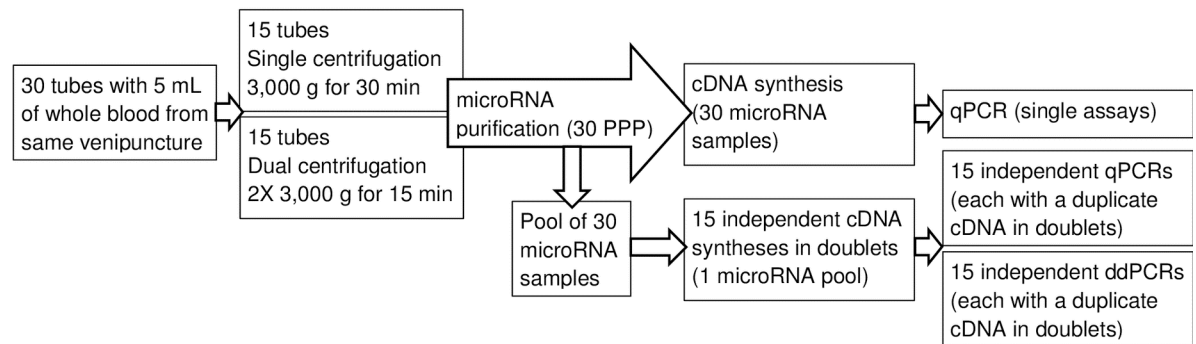 30 tubes with 5 mL
of whole blood from
same venipuncture
15 tubes
Single centrifugation
3,000 g for 30 min
15 tubes
Dual centrifugation
2X 3,000 g for 15 min
microRNA
purification (30 PPP)
cDNA synthesis
(30 microRNA
samples)
qPCR (single assays)
Pool of 30
microRNA
samples
15 independent cDNA
syntheses in doublets
(1 microRNA pool)
15 independent qPCRs
(each with a duplicate
cDNA in doublets)
15 independent ddPCRs
(each with a duplicate
cDNA in doublets)